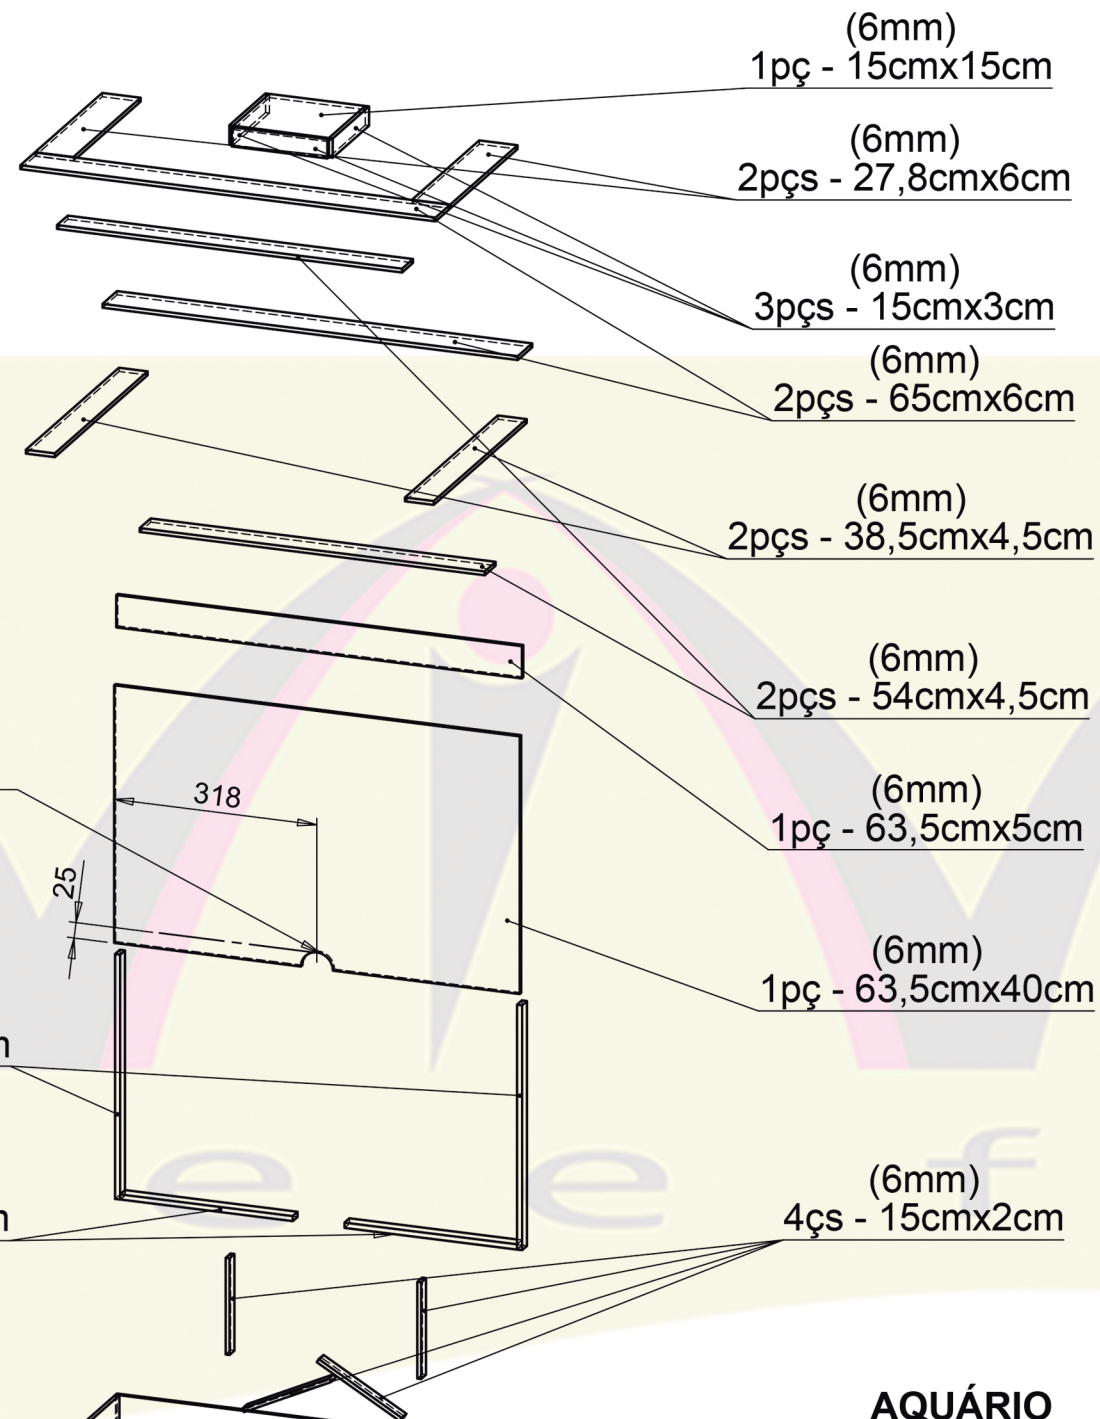 (6mm)
1pç - 15cmx15cm
(6mm)
2pçs - 27,8cmx6cm
(6mm)
3pçs - 15cmx3cm
(6mm)
2pçs - 65cmx6cm
(6mm)
2pçs - 38,5cmx4,5cm
(6mm)
2pçs - 54cmx4,5cm
318
(6mm)
1pç - 63,5cmx5cm
25
(6mm)
1pç - 63,5cmx40cm
m
e e f
(6mm)
m
4çs - 15cmx2cm
AQUÁRIO